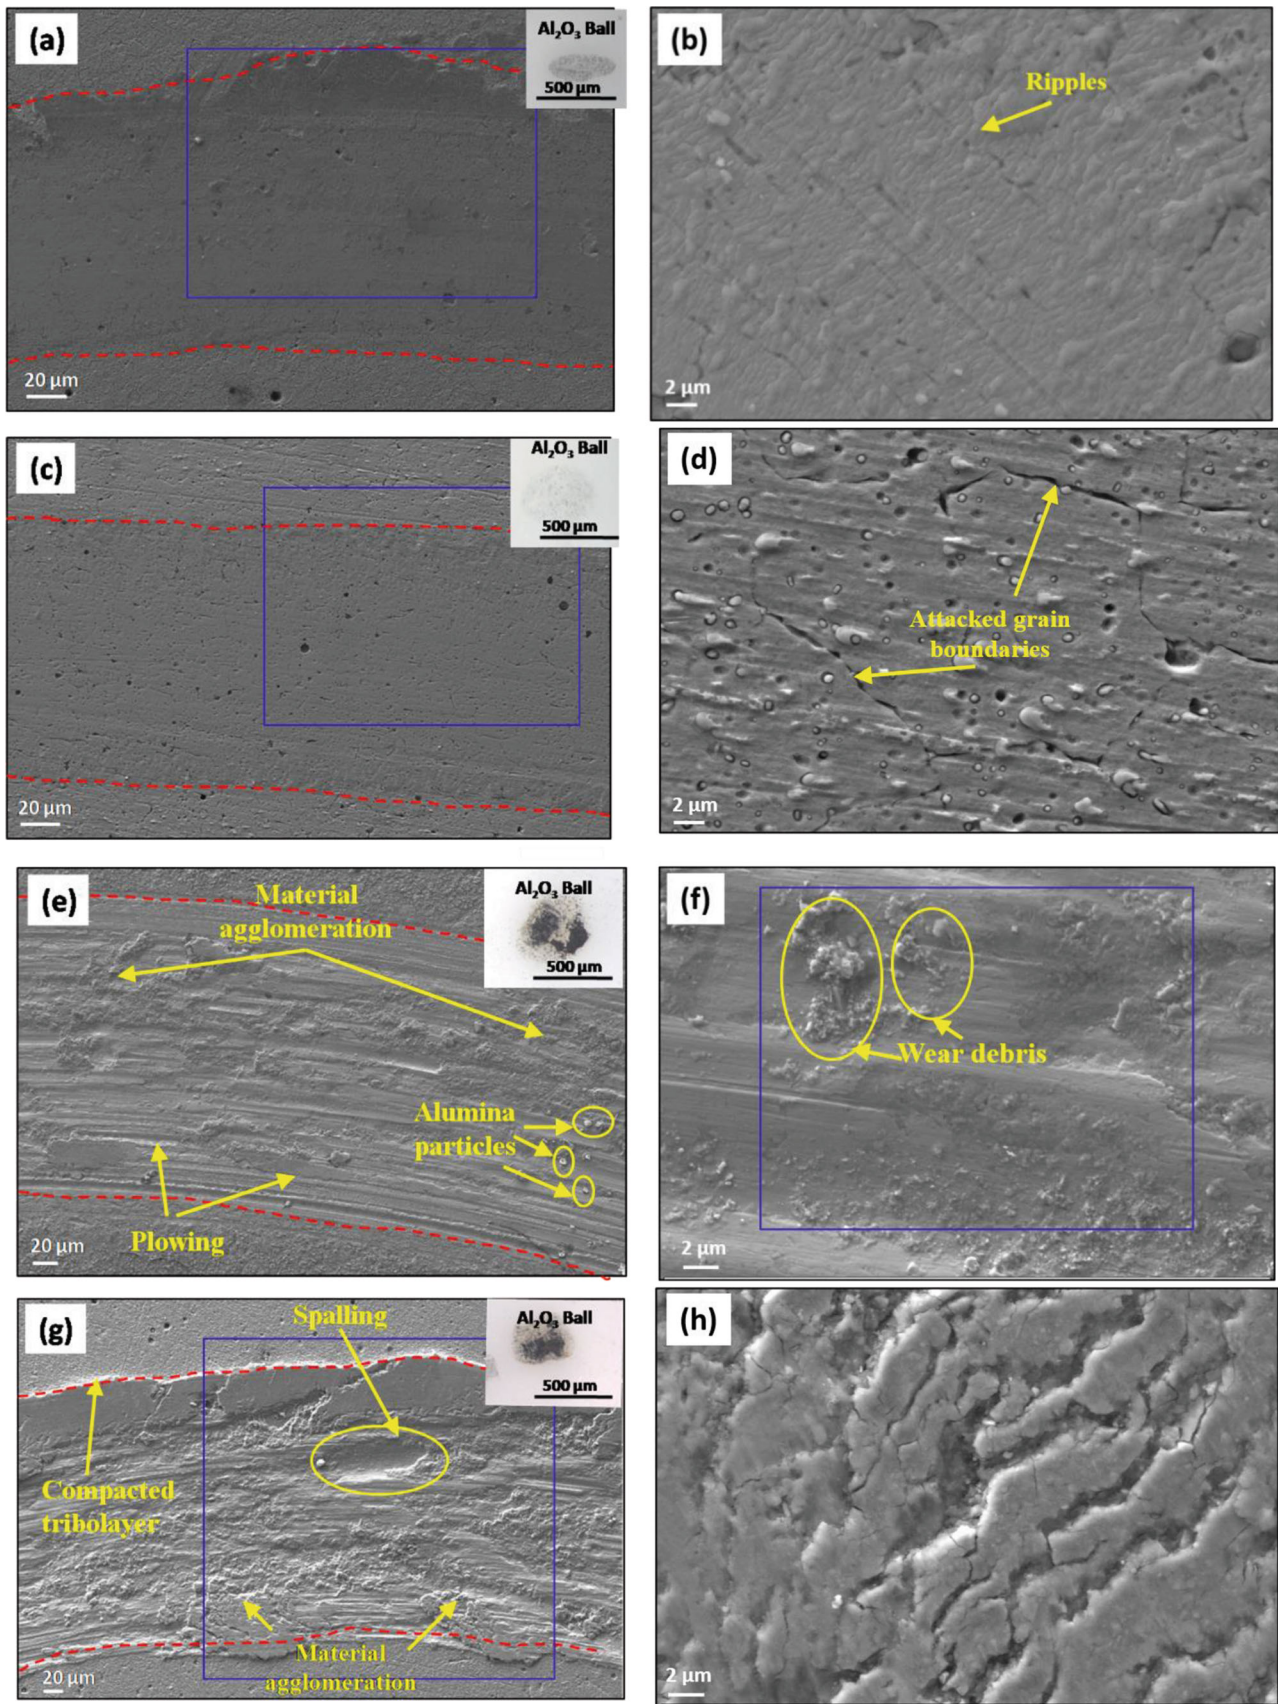 (a)
Al₂O₃ Ball
500 μm
20 μm
(b)
Ripples
2 μm
(c)
Al₂O₃ Ball
500 μm
20 μm
(d)
Attacked grain
boundaries
2 μm
(e)
Material
agglomeration
Al₂O₃ Ball
500 μm
Alumina
particles
Plowing
20 μm
(f)
Wear debris
2 μm
(g)
Spalling
Al₂O₃ Ball
500 μm
Compacted
tribolayer
Material
agglomeration
20 μm
(h)
2 μm